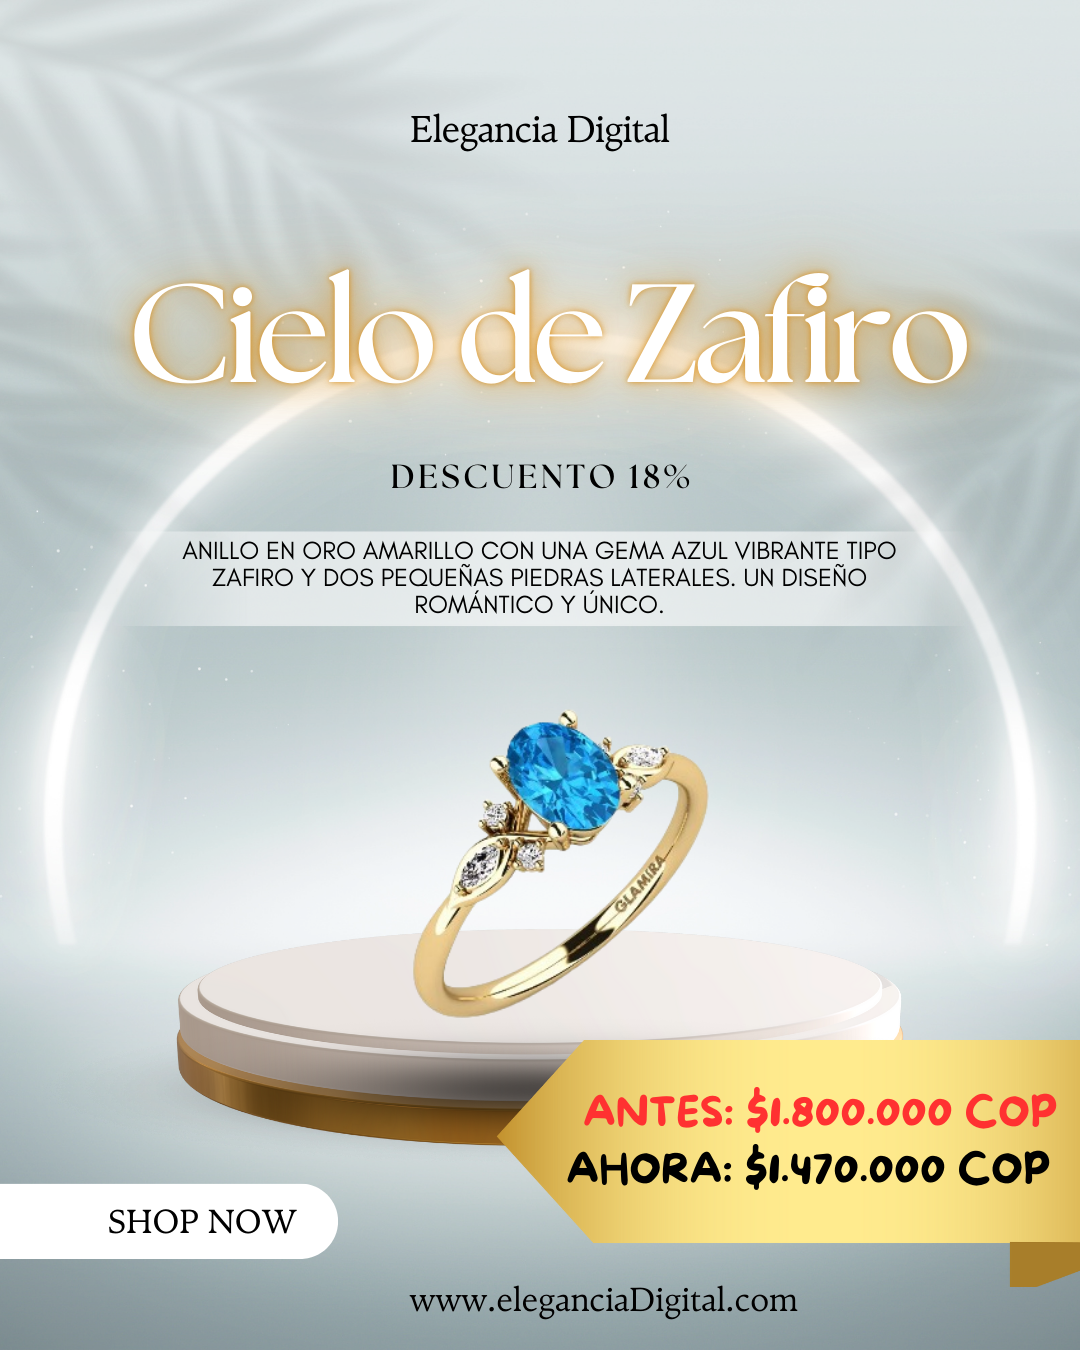 Elegancia Digital
Cielo de Zafiro
DESCUENTO 18%
ANILLO EN ORO AMARILLO CON UNA GEMA AZUL VIBRANTE TIPO
ZAFIRO Y DOS PEQUEÑAS PIEDRAS LATERALES. UN DISEÑO
ROMÁNTICO Y ÚNICO.
GLAMIRA
ANTES: $1.800.000 COP
AHORA: $1.470.000 COP
SHOP NOW
www.eleganciaDigital.com